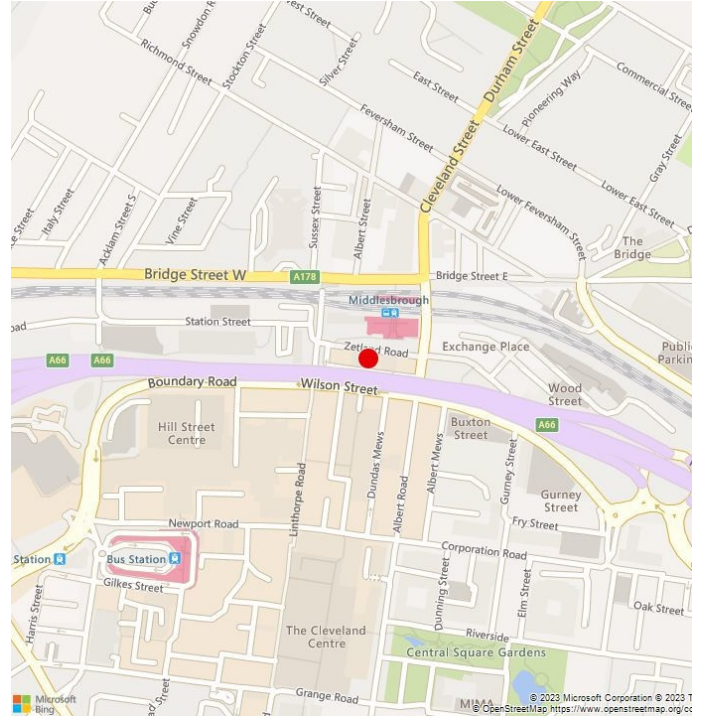 Snowdon R
Stockton Street
Richmond Street
West Street
Silver Street
East Street
Durham Street
Pioneering Way
Commercial Stree
Feversham Street
Lower East Street
Gray Street
Cleveland Street
Lower Feversham Street
Lower East Street
Italy Street
Acklam Street S
Vine Street
Sussex Street
Albert Street
The
Bridge
Bridge Street W
A178
Bridge Street E
Middlesbrough
Station Street
Zetland Road
Exchange Place
Public
Parkin
A66
A66
Boundary Road
Wilson Street
Wood
Street
Hill Street
Centre
Buxton
Street
A66
Linthorpe Road
Dundas Mews
Albert Road
Albert Mews
Gurney Street
Gurney
Street
Newport Road
Fry Street
Station
Bus Station
Corporation Road
Gilkes Street
Harris Street
Dunning Street
Elm Street
Oak Street
The Cleveland
Centre
Riverside
Central Square Gardens
Grange Road
MIMA
Microsoft
Bing
© 2023 Microsoft Corporation © 2023 T
© OpenStreetMap https://www.openstreetmap.org/co